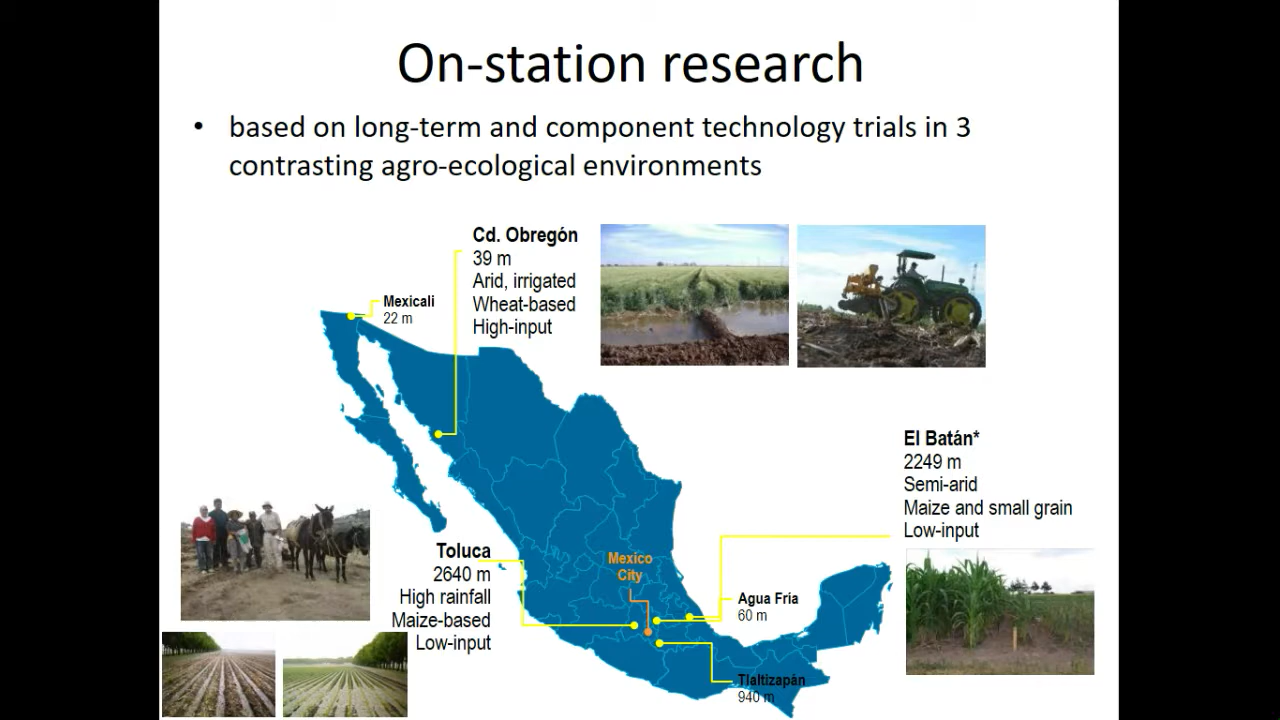 On-station research
• based on long-term and component technology trials in 3
contrasting agro-ecological environments
Cd. Obregón
39 m
Arid, irrigated
Wheat-based
High-input
Mexicali
22 m
El Batán*
2249 m
Semi-arid
Maize and small grain
Low-input
Toluca
2640 m
High rainfall
Maize-based
Low-input
Mexico
City
Agua Fría
60 m
Tlaltizapán
940 m